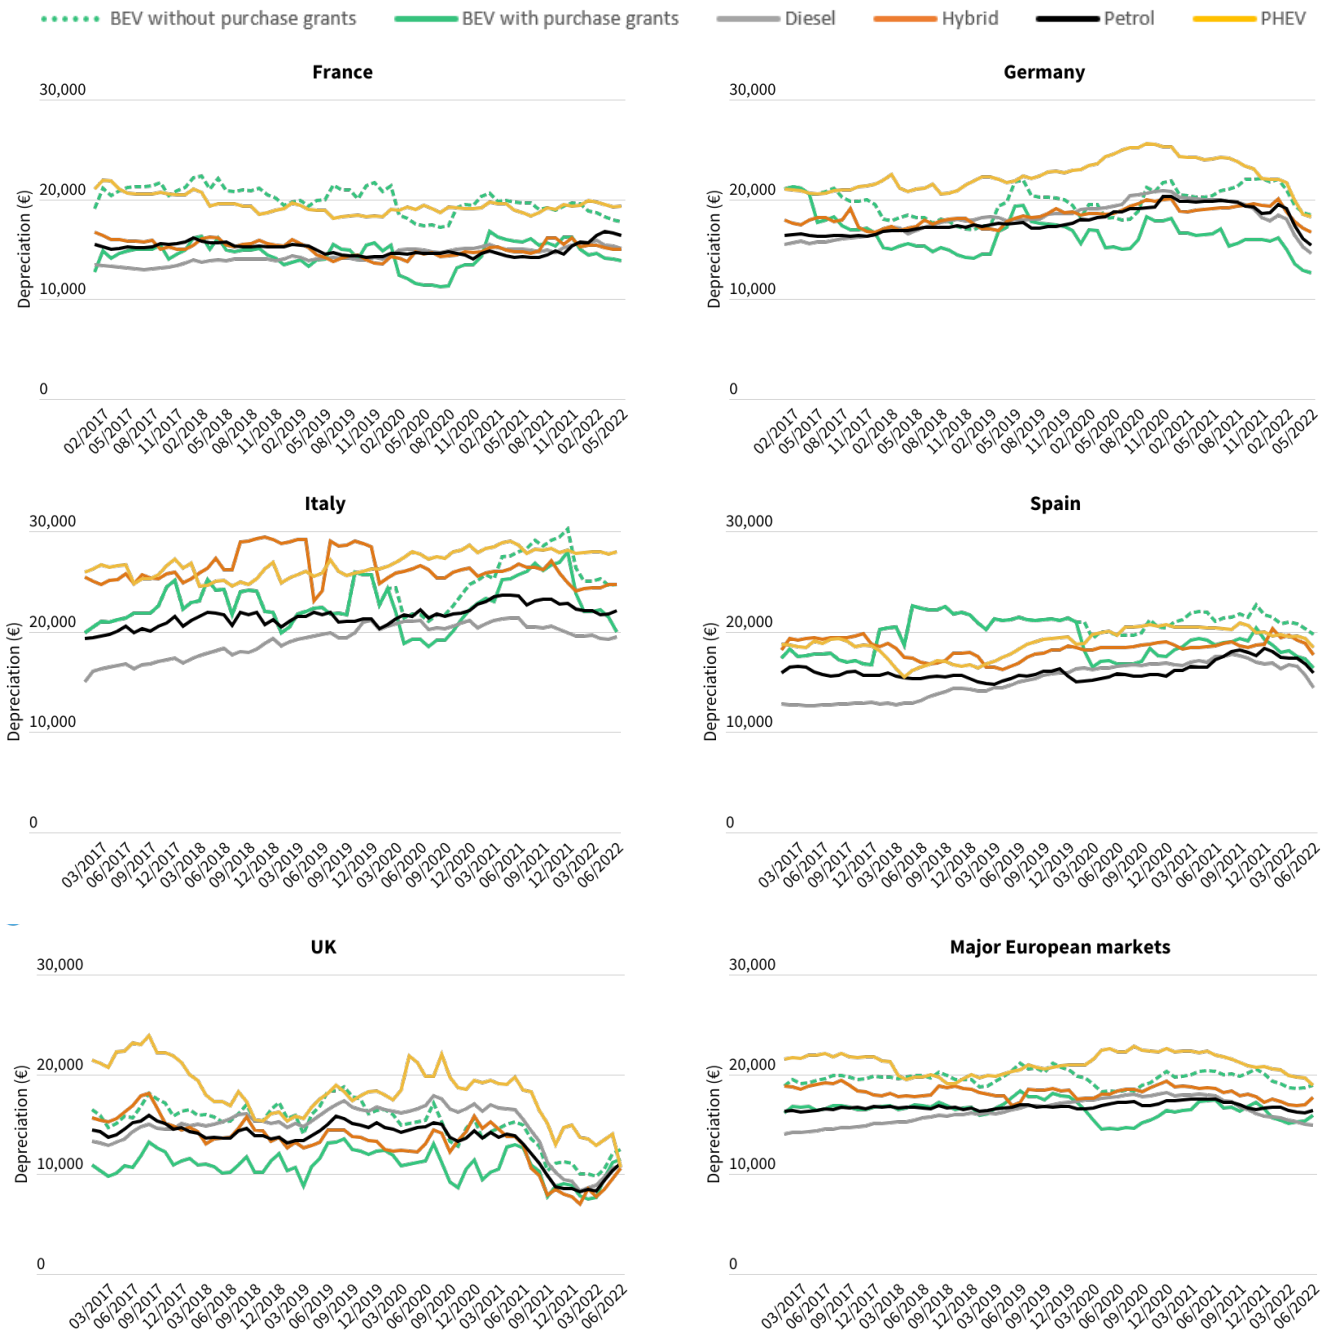 BEV without purchase grants BEV with purchase grants Diesel Hybrid Petrol PHEV
France
Depreciation (€)
30,000
20,000
10,000
0
02/2017 05/2017 08/2017 11/2017 02/2018 05/2018 08/2018 11/2018 02/2019 05/2019 08/2019 11/2019 02/2020 05/2020 08/2020 11/2020 02/2021 05/2021 08/2021 11/2021 02/2022 05/2022
Germany
Depreciation (€)
30,000
20,000
10,000
0
02/2017 05/2017 08/2017 11/2017 02/2018 05/2018 08/2018 11/2018 02/2019 05/2019 08/2019 11/2019 02/2020 05/2020 08/2020 11/2020 02/2021 05/2021 08/2021 11/2021 02/2022 05/2022
Italy
Depreciation (€)
30,000
20,000
10,000
0
03/2017 06/2017 09/2017 12/2017 03/2018 06/2018 09/2018 12/2018 03/2019 06/2019 09/2019 12/2019 03/2020 06/2020 09/2020 12/2020 03/2021 06/2021 09/2021 12/2021 03/2022 06/2022
Spain
Depreciation (€)
30,000
20,000
10,000
0
03/2017 06/2017 09/2017 12/2017 03/2018 06/2018 09/2018 12/2018 03/2019 06/2019 09/2019 12/2019 03/2020 06/2020 09/2020 12/2020 03/2021 06/2021 09/2021 12/2021 03/2022 06/2022
UK
Depreciation (€)
30,000
20,000
10,000
0
03/2017 06/2017 09/2017 12/2017 03/2018 06/2018 09/2018 12/2018 03/2019 06/2019 09/2019 12/2019 03/2020 06/2020 09/2020 12/2020 03/2021 06/2021 09/2021 12/2021 03/2022 06/2022
Major European markets
Depreciation (€)
30,000
20,000
10,000
0
03/2017 06/2017 09/2017 12/2017 03/2018 06/2018 09/2018 12/2018 03/2019 06/2019 09/2019 12/2019 03/2020 06/2020 09/2020 12/2020 03/2021 06/2021 09/2021 12/2021 03/2022 06/2022